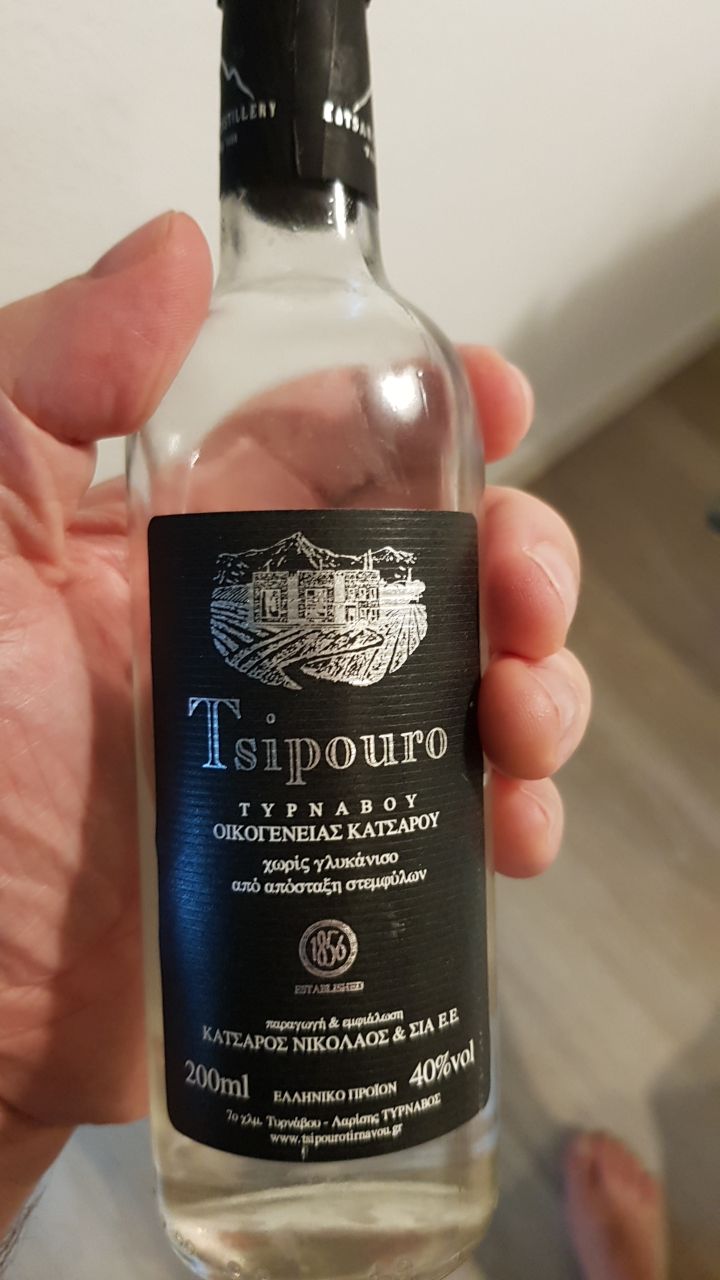 STILLERY
Tsipouro
ΤΥΡΝΑΒΟΥ
ΟΙΚΟΓΕΝΕΙΑΣ ΚΑΤΣΑΡΟΥ
χωρίς γλυκάνισο
από απόσταξη στεμφύλων
1856
ESTABLISHED
παραγωγή & εμφιάλωση
ΚΑΤΣΑΡΟΣ ΝΙΚΟΛΑΟΣ & ΣΙΑ Ε.Ε.
200ml ΕΛΛΗΝΙΚΟ ΠΡΟΪΟΝ 40%vol
7ο χλμ. Τυρνάβου - Λαρίσης ΤΥΡΝΑΒΟΣ
www.tsipourotirnavou.gr